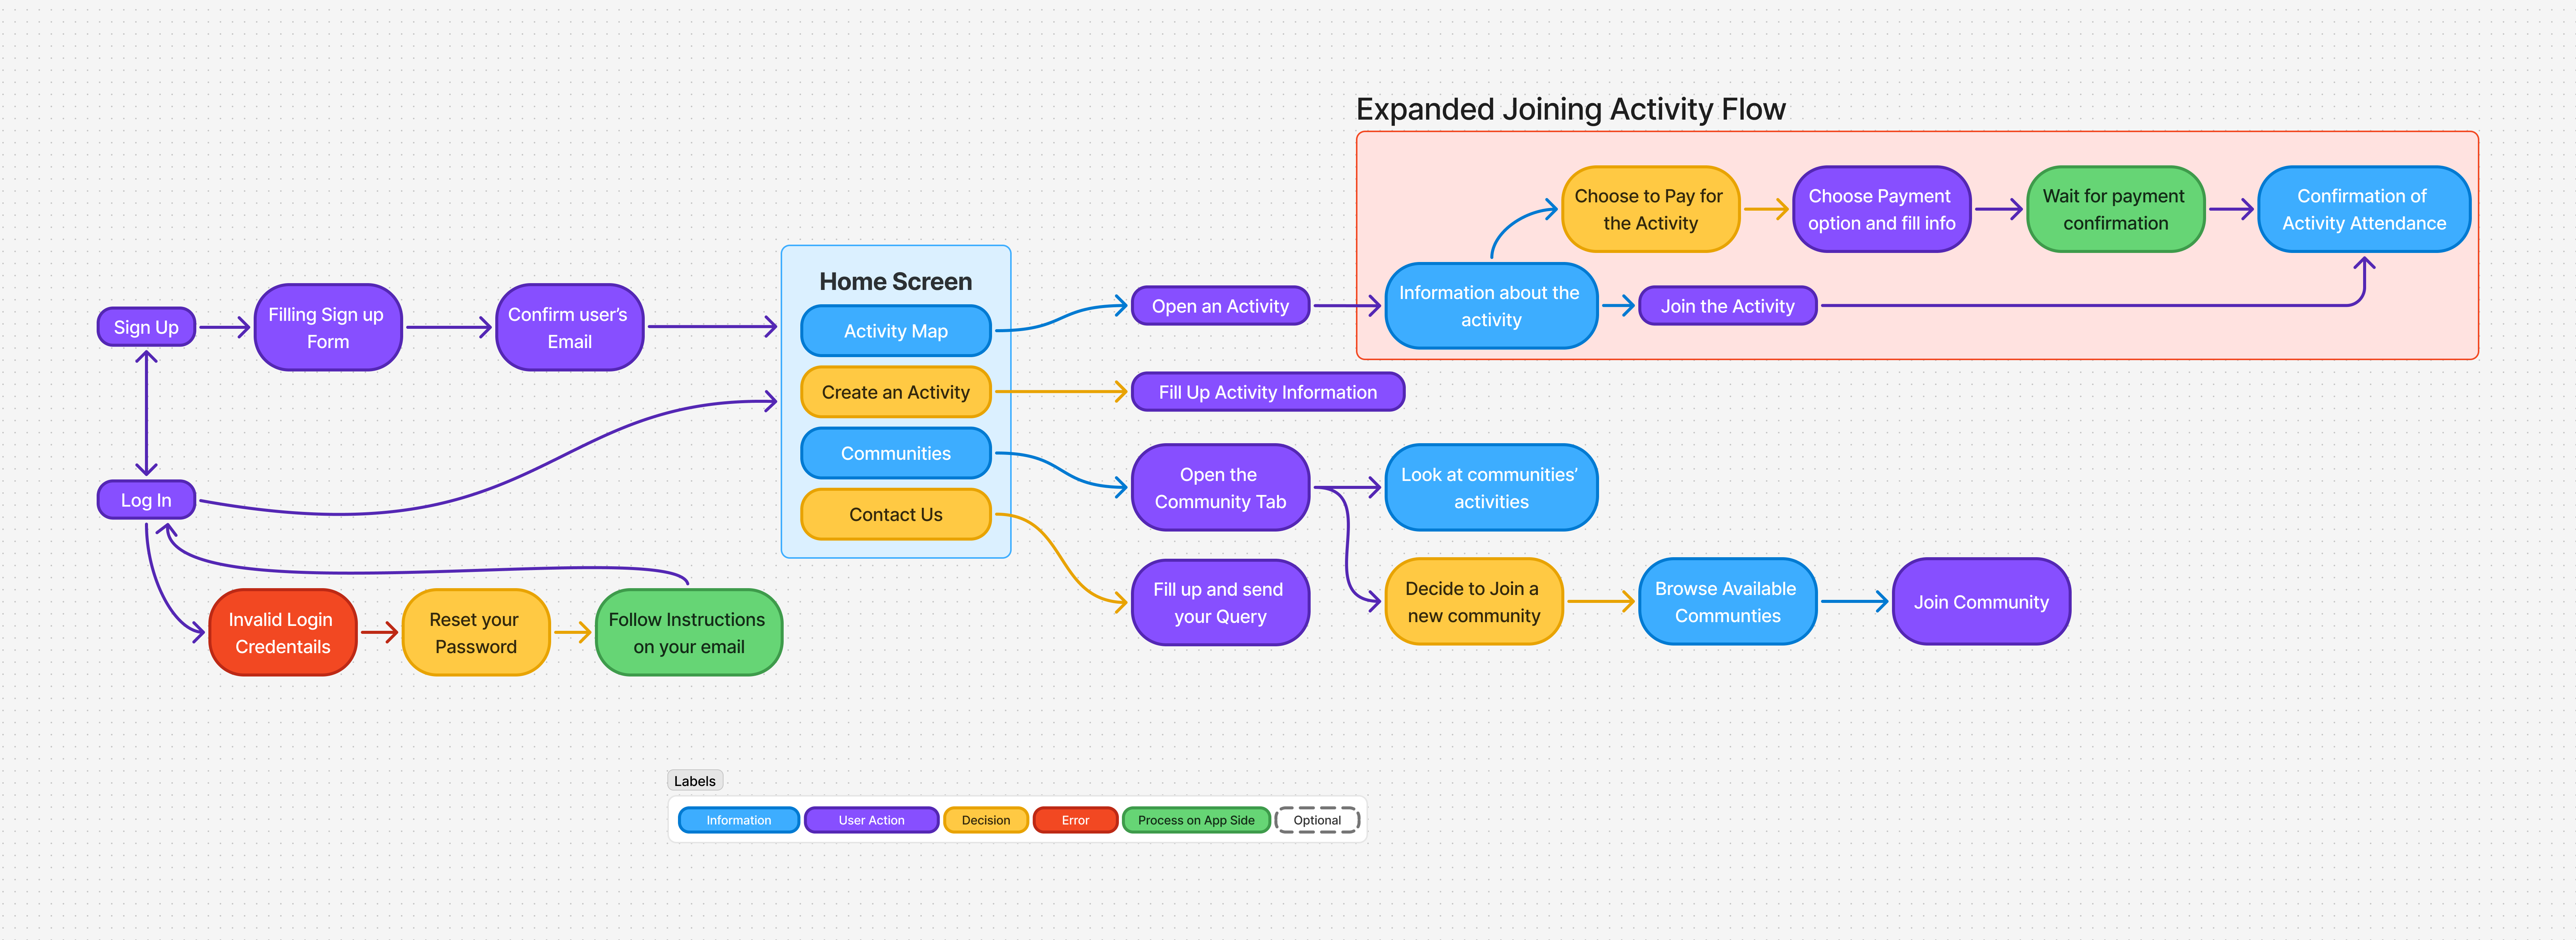 Expanded Joining Activity Flow
Choose to Pay for
the Activity
Choose Payment
option and fill info
Wait for payment
confirmation
Confirmation of
Activity Attendance
Information about the
activity
Join the Activity
Open an Activity
Sign Up
Filling Sign up
Form
Confirm user’s
Email
Home Screen
Activity Map
Create an Activity
Communities
Contact Us
Fill Up Activity Information
Open the
Community Tab
Look at communities’
activities
Log In
Fill up and send
your Query
Decide to Join a
new community
Browse Available
Communties
Join Community
Invalid Login
Credentails
Reset your
Password
Follow Instructions
on your email
Labels
Information
User Action
Decision
Error
Process on App Side
Optional